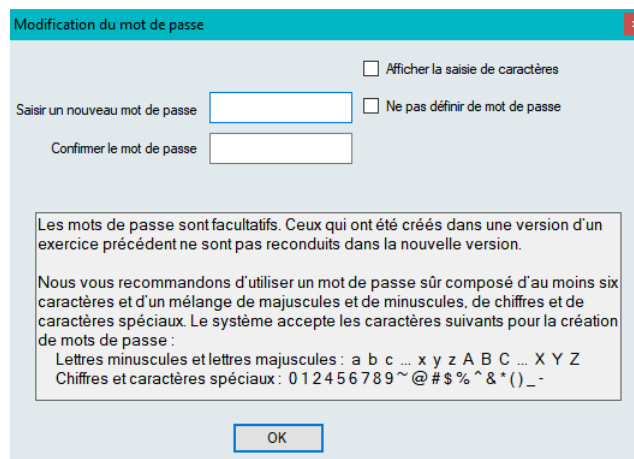 Modification du mot de passe
Afficher la saisie de caractères
Saisir un nouveau mot de passe
Ne pas définir de mot de passe
Confirmer le mot de passe
Les mots de passe sont facultatifs. Ceux qui ont été créés dans une version d'un
exercice précédent ne sont pas reconduits dans la nouvelle version.
Nous vous recommandons d'utiliser un mot de passe sûr composé d'au moins six
caractères et d'un mélange de majuscules et de minuscules, de chiffres et de
caractères spéciaux. Le système accepte les caractères suivants pour la création
de mots de passe :
Lettres minuscules et lettres majuscules : a b c ... x y z A B C ... X Y Z
Chiffres et caractères spéciaux : 0 1 2 4 5 6 7 8 9 ~ @ # $ % ^ & * ( ) _ -
OK